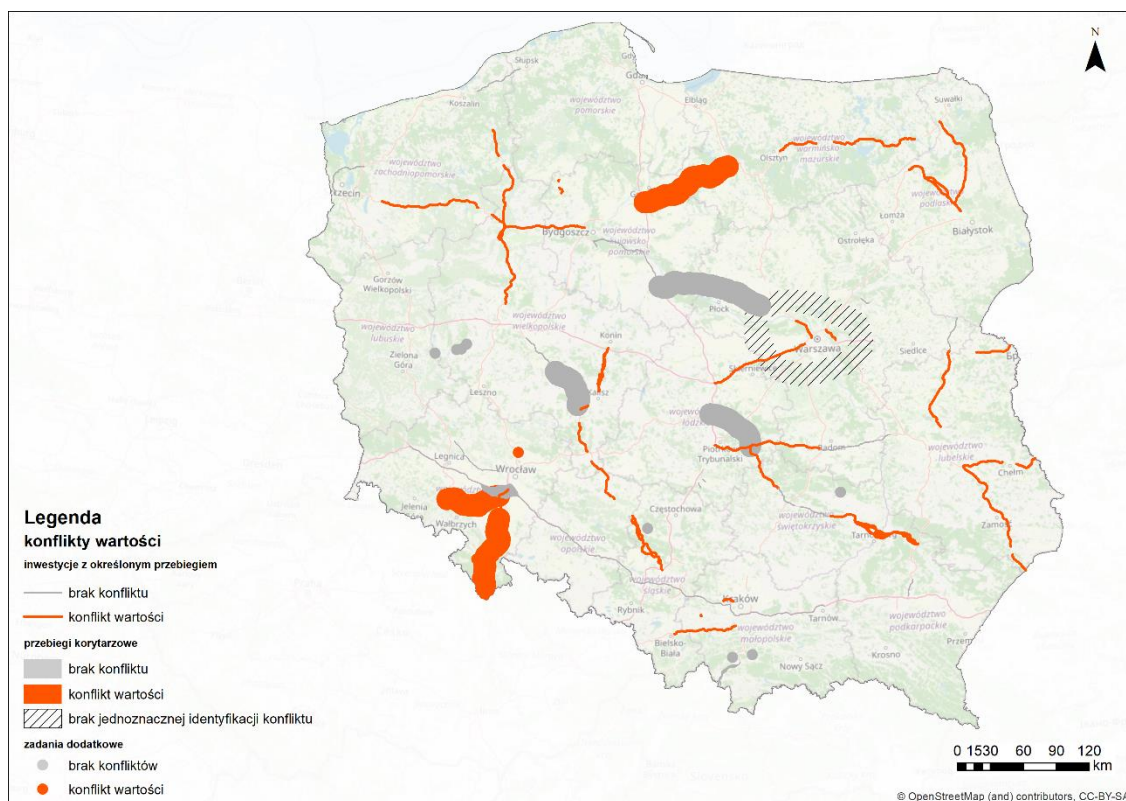 N
Słupsk
Gdy
Gda
Koszalin
województwo
pomorskie
Elbląg
Suwałki
województwo
zachodniopomorskie
Olsztyn
województwo
warmińsko
mazurskie
zczecin
województwo
podlaskie
Łomża
Białystok
Bydgoszcz
województwo
kujawsko
pomorskie
Ostrołęka
Gorzów
Wielkopolski
Płock
województwo
lubuskie
województwo
wielkopolskie
Konin
Warszawa
Siedlce
Zielona
Góra
Skierniewice
Leszno
Kalisz
województwo
łódzkie
Piotrków
Trybunalski
Radom
województwo
lubelskie
Chełm
Legnica
Wrocław
Jelenia
Góra
Wałbrzych
województwo
opolskie
Częstochowa
województwo
świętokrzyskie
Zamość
Tarnobrzeg
województwo
śląskie
Rybnik
Kraków
Tarnów
województwo
podkarpackie
Bielsko-
Biała
województwo
małopolskie
Przem
Nowy Sącz
Krosno
Legenda
konflikty wartości
inwestycje z określonym przebiegiem
brak konfliktu
konflikt wartości
przebiegi korytarzowe
brak konfliktu
konflikt wartości
brak jednoznacznej identyfikacji konfliktu
zadania dodatkowe
brak konfliktów
konflikt wartości
0 1530 60 90 120
km
© OpenStreetMap (and) contributors, CC-BY-SA